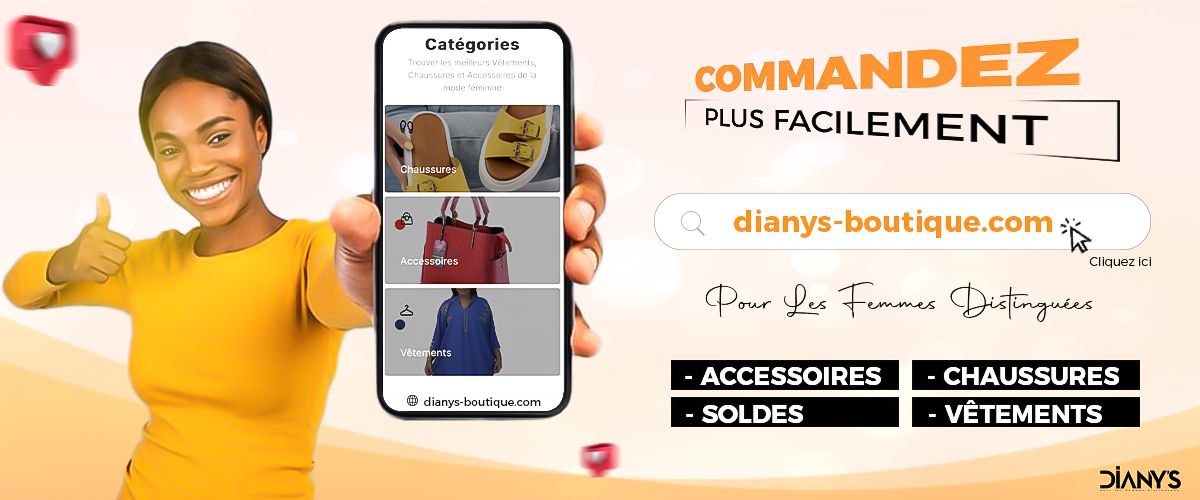 Catégories
Trouver les meilleurs Vêtements,
Chaussures et Accessoires de la
mode féminine
Chaussures
Accessoires
Vêtements
dianys-boutique.com
COMMANDEZ
PLUS FACILEMENT
dianys-boutique.com
Cliquez ici
Pour Les Femmes Distinguées
- ACCESSOIRES
- CHAUSSURES
- SOLDES
- VÊTEMENTS
DIANY'S